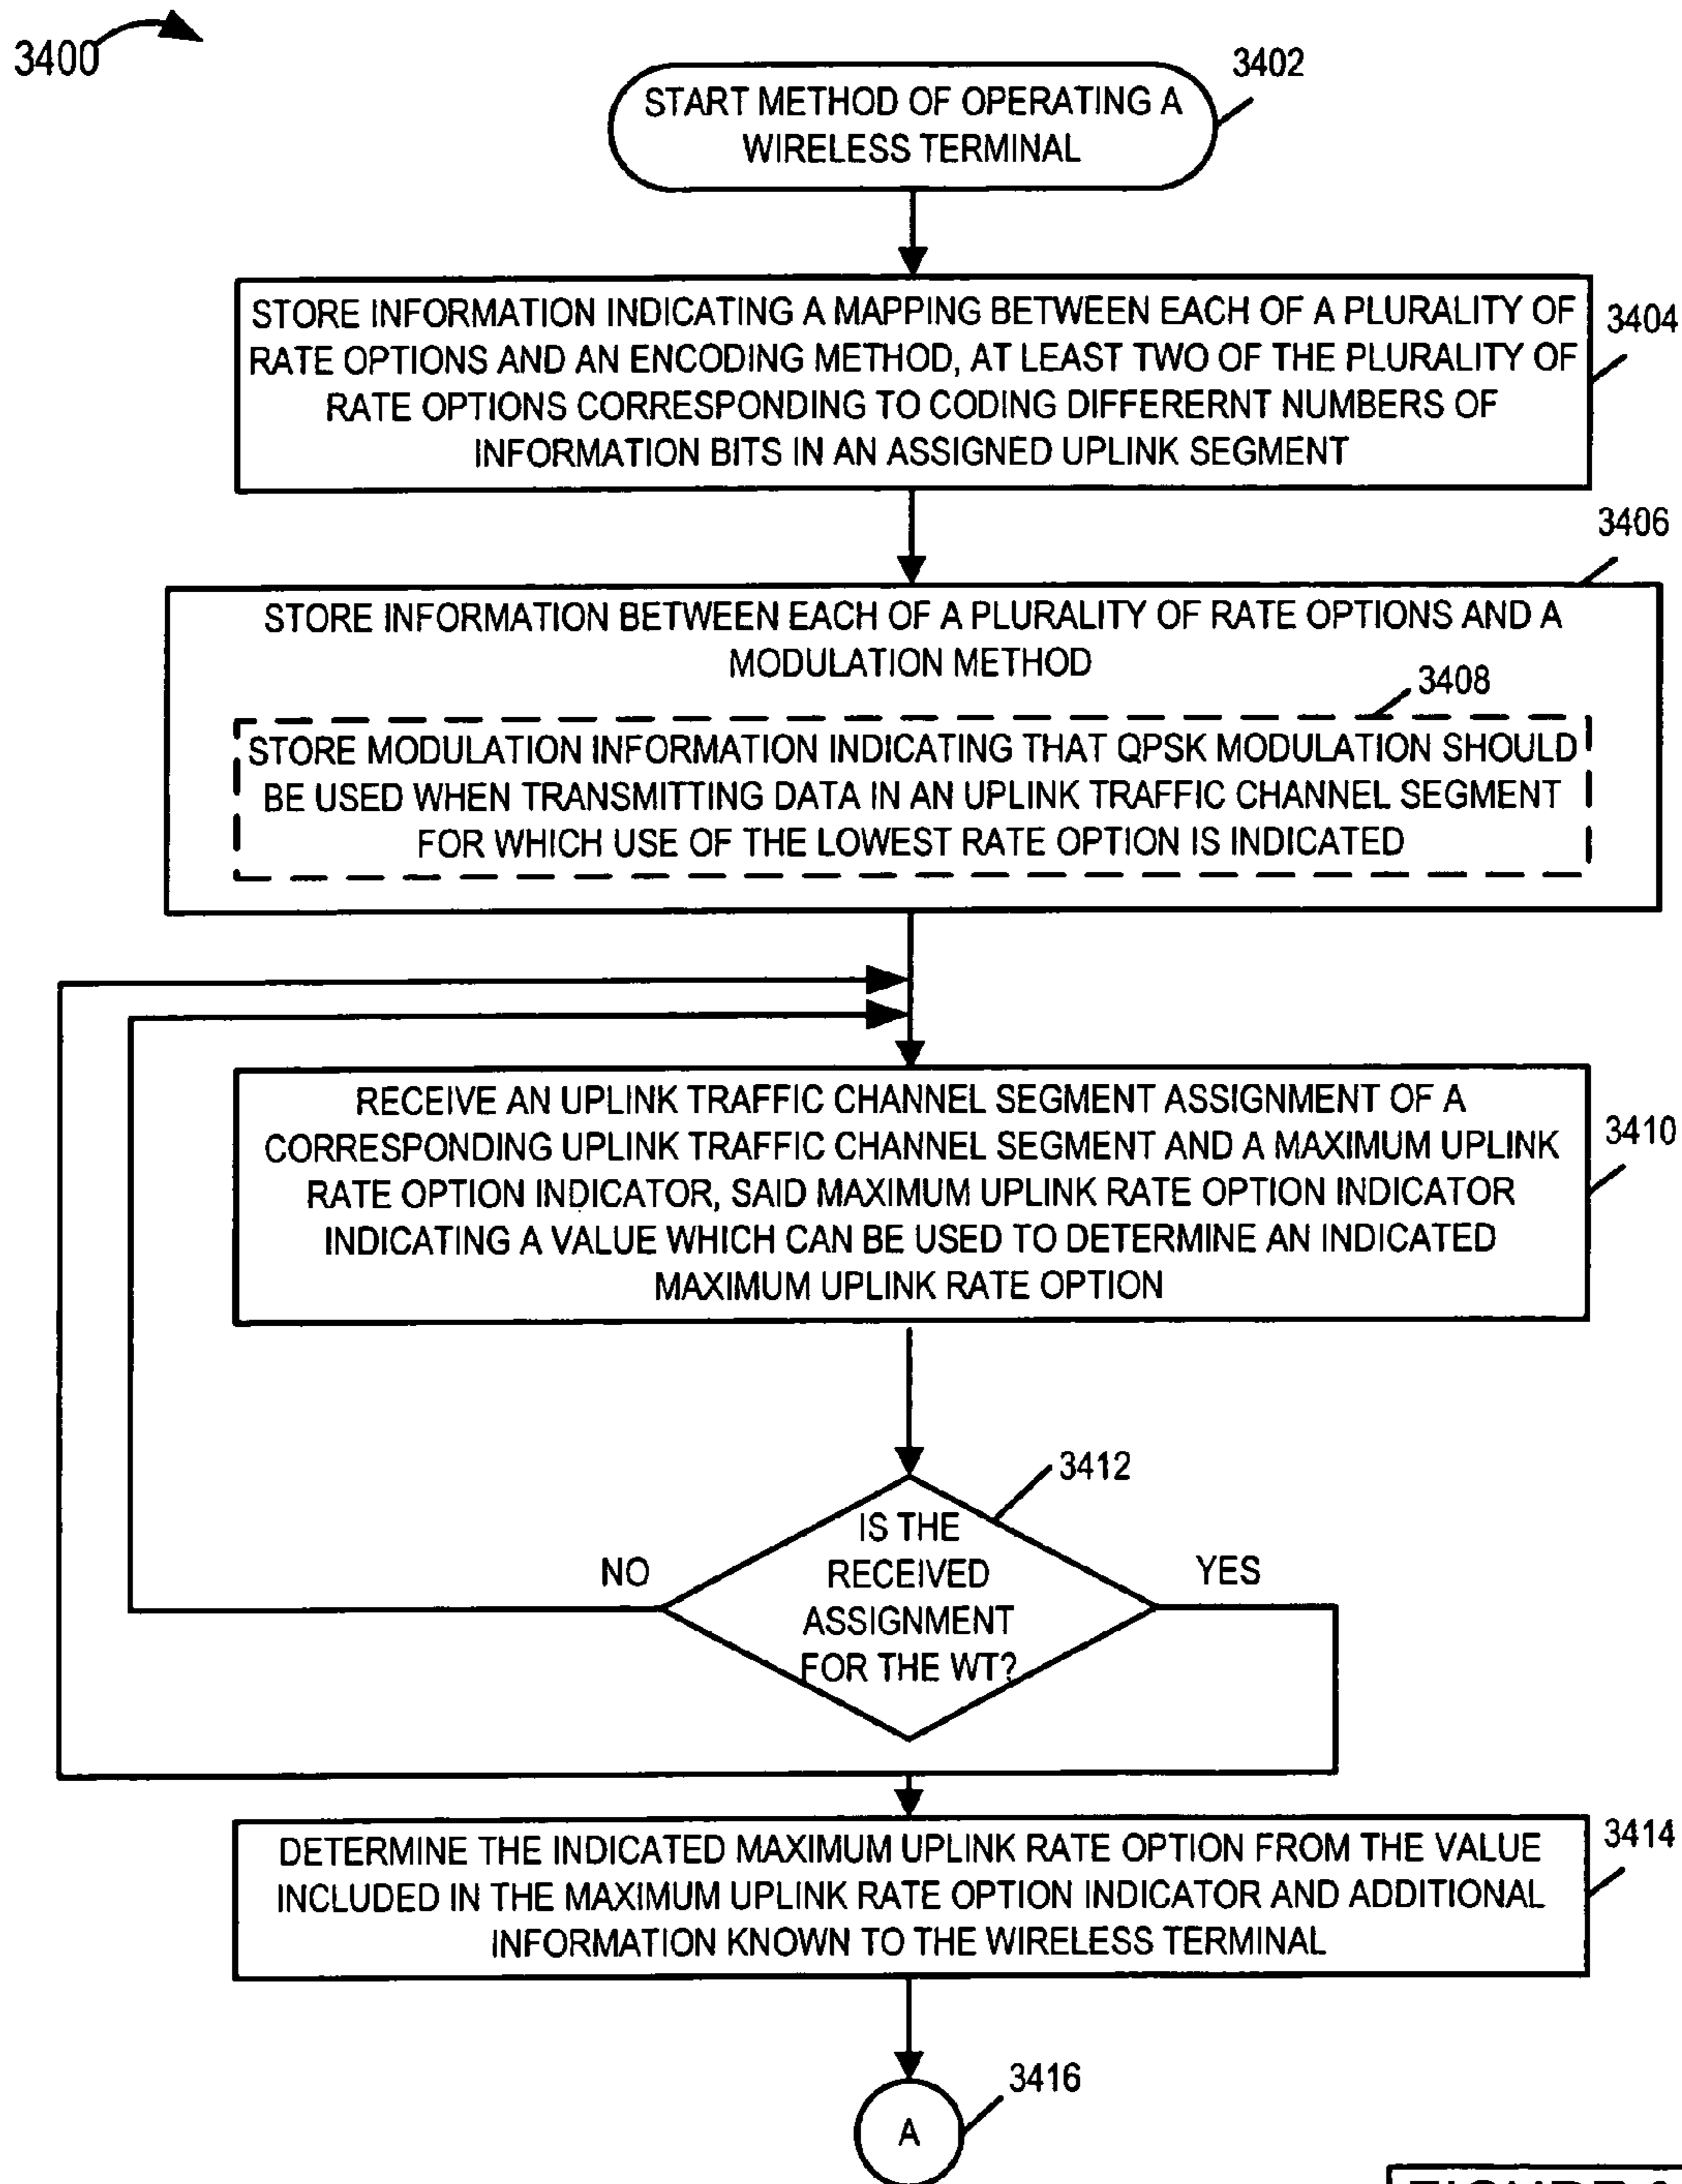 3400
3402
START METHOD OF OPERATING A
WIRELESS TERMINAL
3404
STORE INFORMATION INDICATING A MAPPING BETWEEN EACH OF A PLURALITY OF
RATE OPTIONS AND AN ENCODING METHOD, AT LEAST TWO OF THE PLURALITY OF
RATE OPTIONS CORRESPONDING TO CODING DIFFERERNT NUMBERS OF
INFORMATION BITS IN AN ASSIGNED UPLINK SEGMENT
3406
STORE INFORMATION BETWEEN EACH OF A PLURALITY OF RATE OPTIONS AND A
MODULATION METHOD
3408
STORE MODULATION INFORMATION INDICATING THAT QPSK MODULATION SHOULD
BE USED WHEN TRANSMITTING DATA IN AN UPLINK TRAFFIC CHANNEL SEGMENT
FOR WHICH USE OF THE LOWEST RATE OPTION IS INDICATED
RECEIVE AN UPLINK TRAFFIC CHANNEL SEGMENT ASSIGNMENT OF A
CORRESPONDING UPLINK TRAFFIC CHANNEL SEGMENT AND A MAXIMUM UPLINK
RATE OPTION INDICATOR, SAID MAXIMUM UPLINK RATE OPTION INDICATOR
INDICATING A VALUE WHICH CAN BE USED TO DETERMINE AN INDICATED
MAXIMUM UPLINK RATE OPTION
3410
3412
IS THE
RECEIVED
ASSIGNMENT
FOR THE WT?
NO
YES
DETERMINE THE INDICATED MAXIMUM UPLINK RATE OPTION FROM THE VALUE
INCLUDED IN THE MAXIMUM UPLINK RATE OPTION INDICATOR AND ADDITIONAL
INFORMATION KNOWN TO THE WIRELESS TERMINAL
3414
3416
A